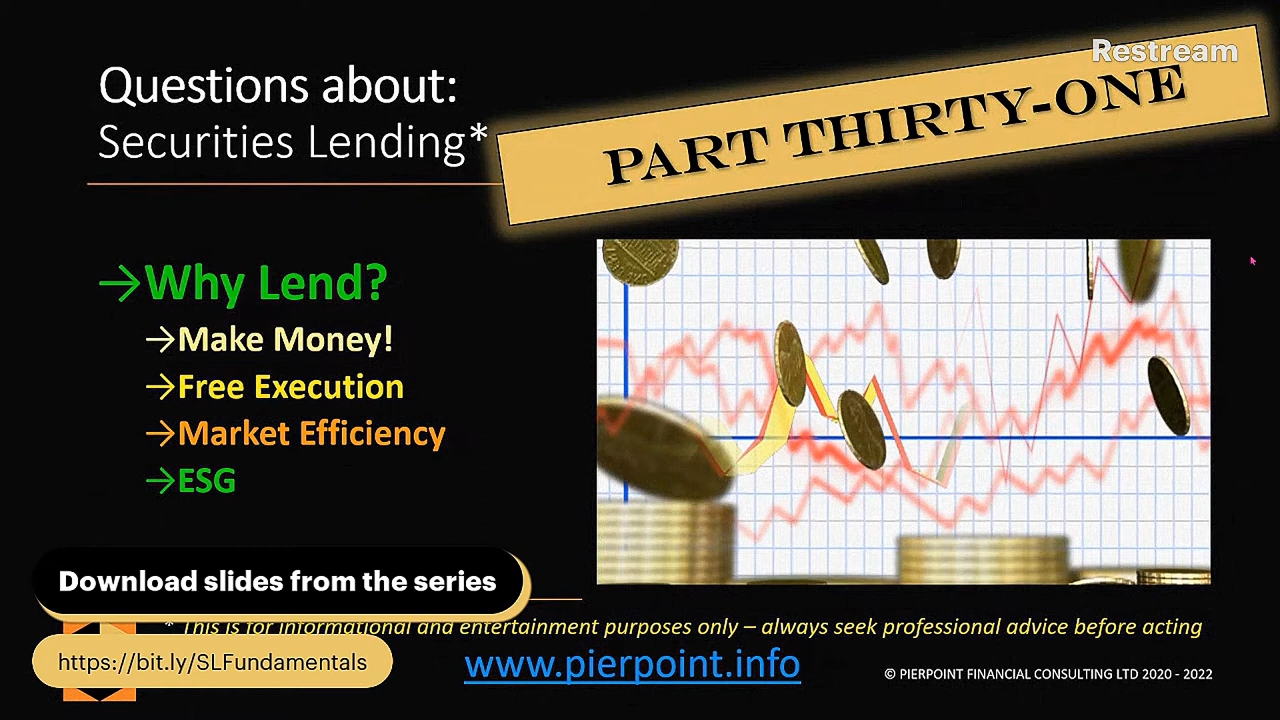 Restream
Questions about:
Securities Lending*
PART THIRTY-ONE
→Why Lend?
→Make Money!
→Free Execution
→Market Efficiency
→ESG
Download slides from the series
* This is for informational and entertainment purposes only – always seek professional advice before acting
https://bit.ly/SLFundamentals
www.pierpoint.info
© PIERPOINT FINANCIAL CONSULTING LTD 2020 - 2022